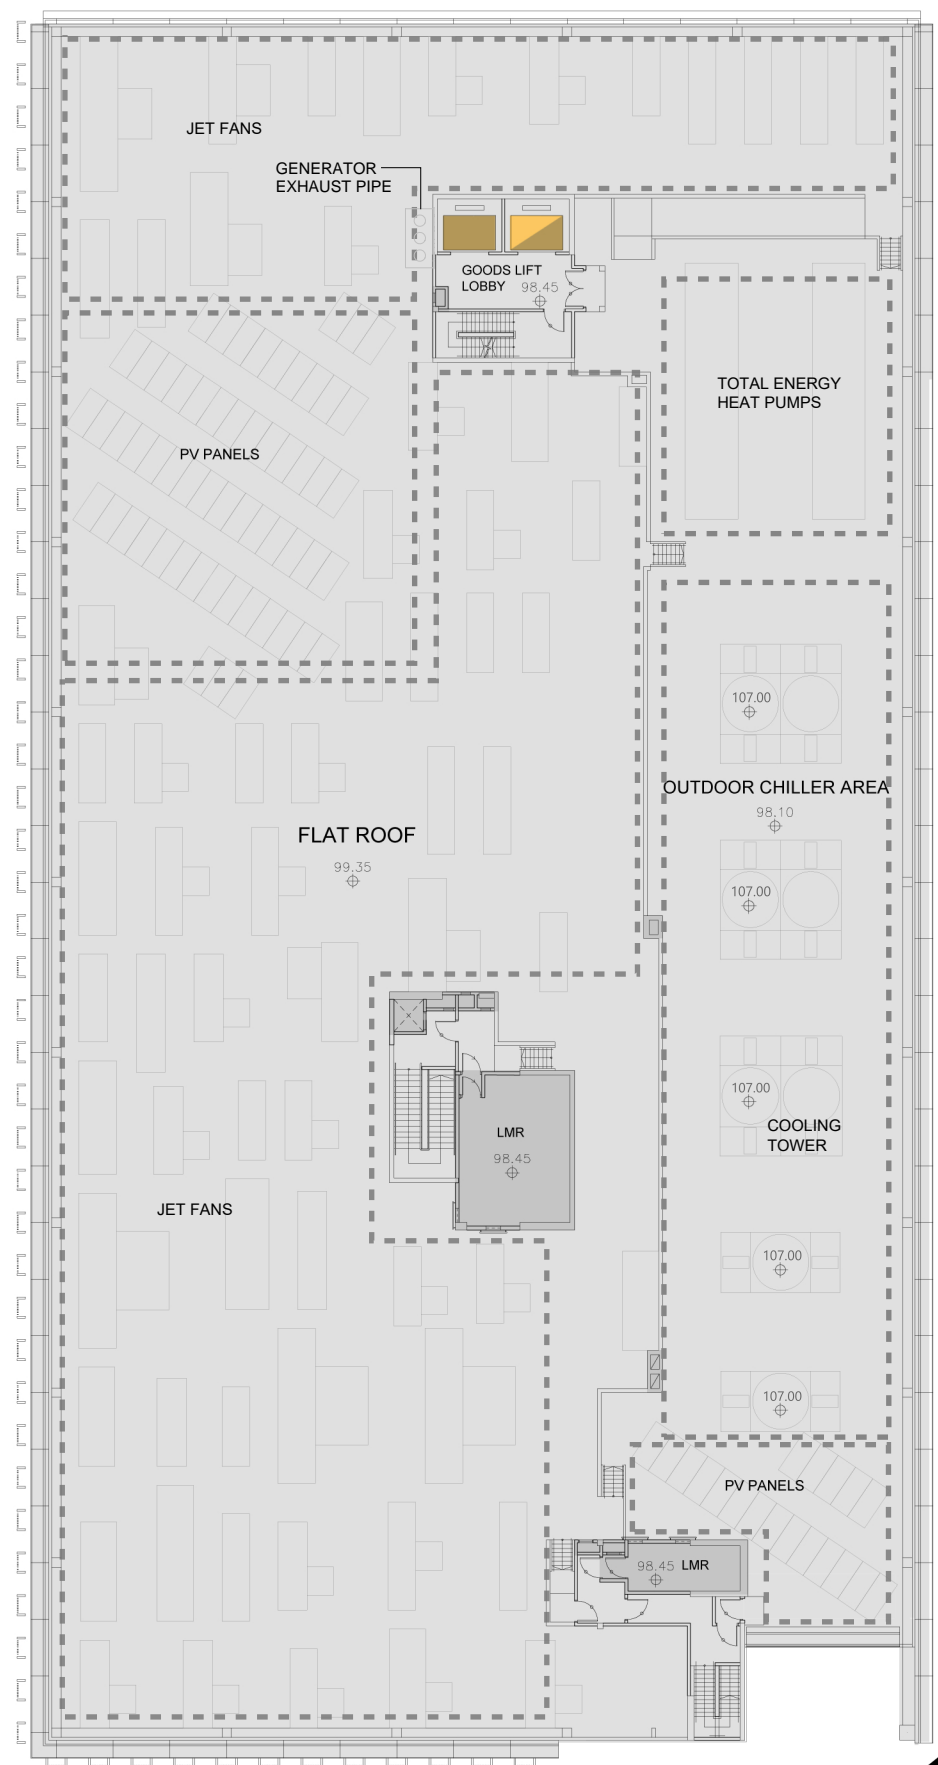 JET FANS
GENERATOR
EXHAUST PIPE
GOODS LIFT
LOBBY
98.45
TOTAL ENERGY
HEAT PUMPS
PV PANELS
107.00
OUTDOOR CHILLER AREA
98.10
FLAT ROOF
99.35
107.00
107.00
COOLING
TOWER
LMR
98.45
JET FANS
107.00
107.00
PV PANELS
98.45 LMR